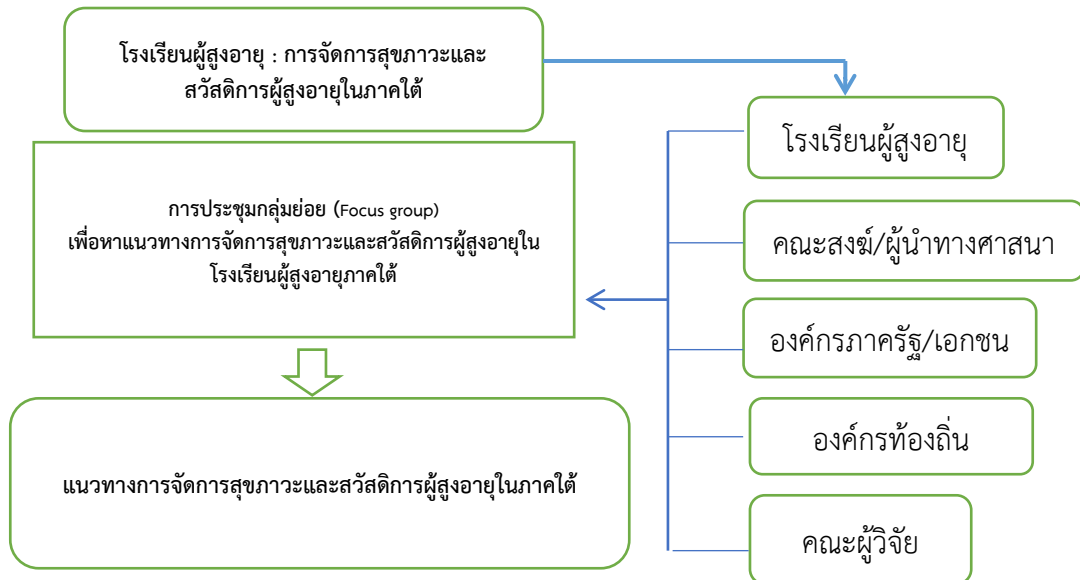 โรงเรียนผู้สูงอายุ : การจัดการสุขภาวะและ
สวัสดิการผู้สูงอายุในภาคใต้
การประชุมกลุ่มย่อย (Focus group)
เพื่อหาแนวทางการจัดการสุขภาวะและสวัสดิการผู้สูงอายุใน
โรงเรียนผู้สูงอายุภาคใต้
แนวทางการจัดการสุขภาวะและสวัสดิการผู้สูงอายุในภาคใต้
โรงเรียนผู้สูงอายุ
คณะสงฆ์/ผู้นำทางศาสนา
องค์กรภาครัฐ/เอกชน
องค์กรท้องถิ่น
คณะผู้วิจัย